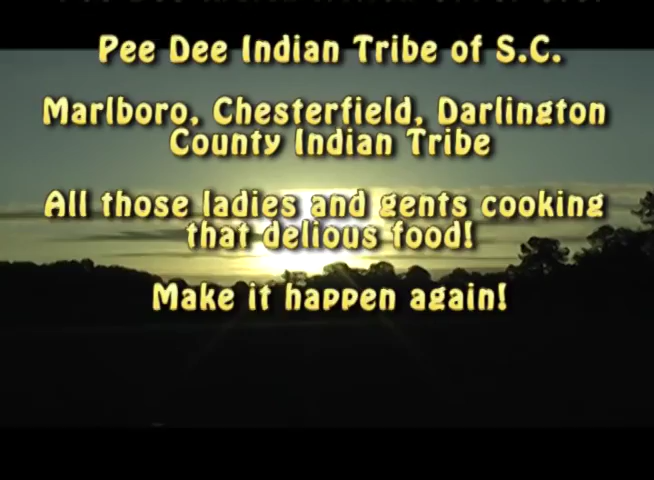 Pee Dee Indian Tribe of S.C.
Marlboro, Chesterfield, Darlington
County Indian Tribe
All those ladies and gents cooking
that delious food!
Make it happen again!